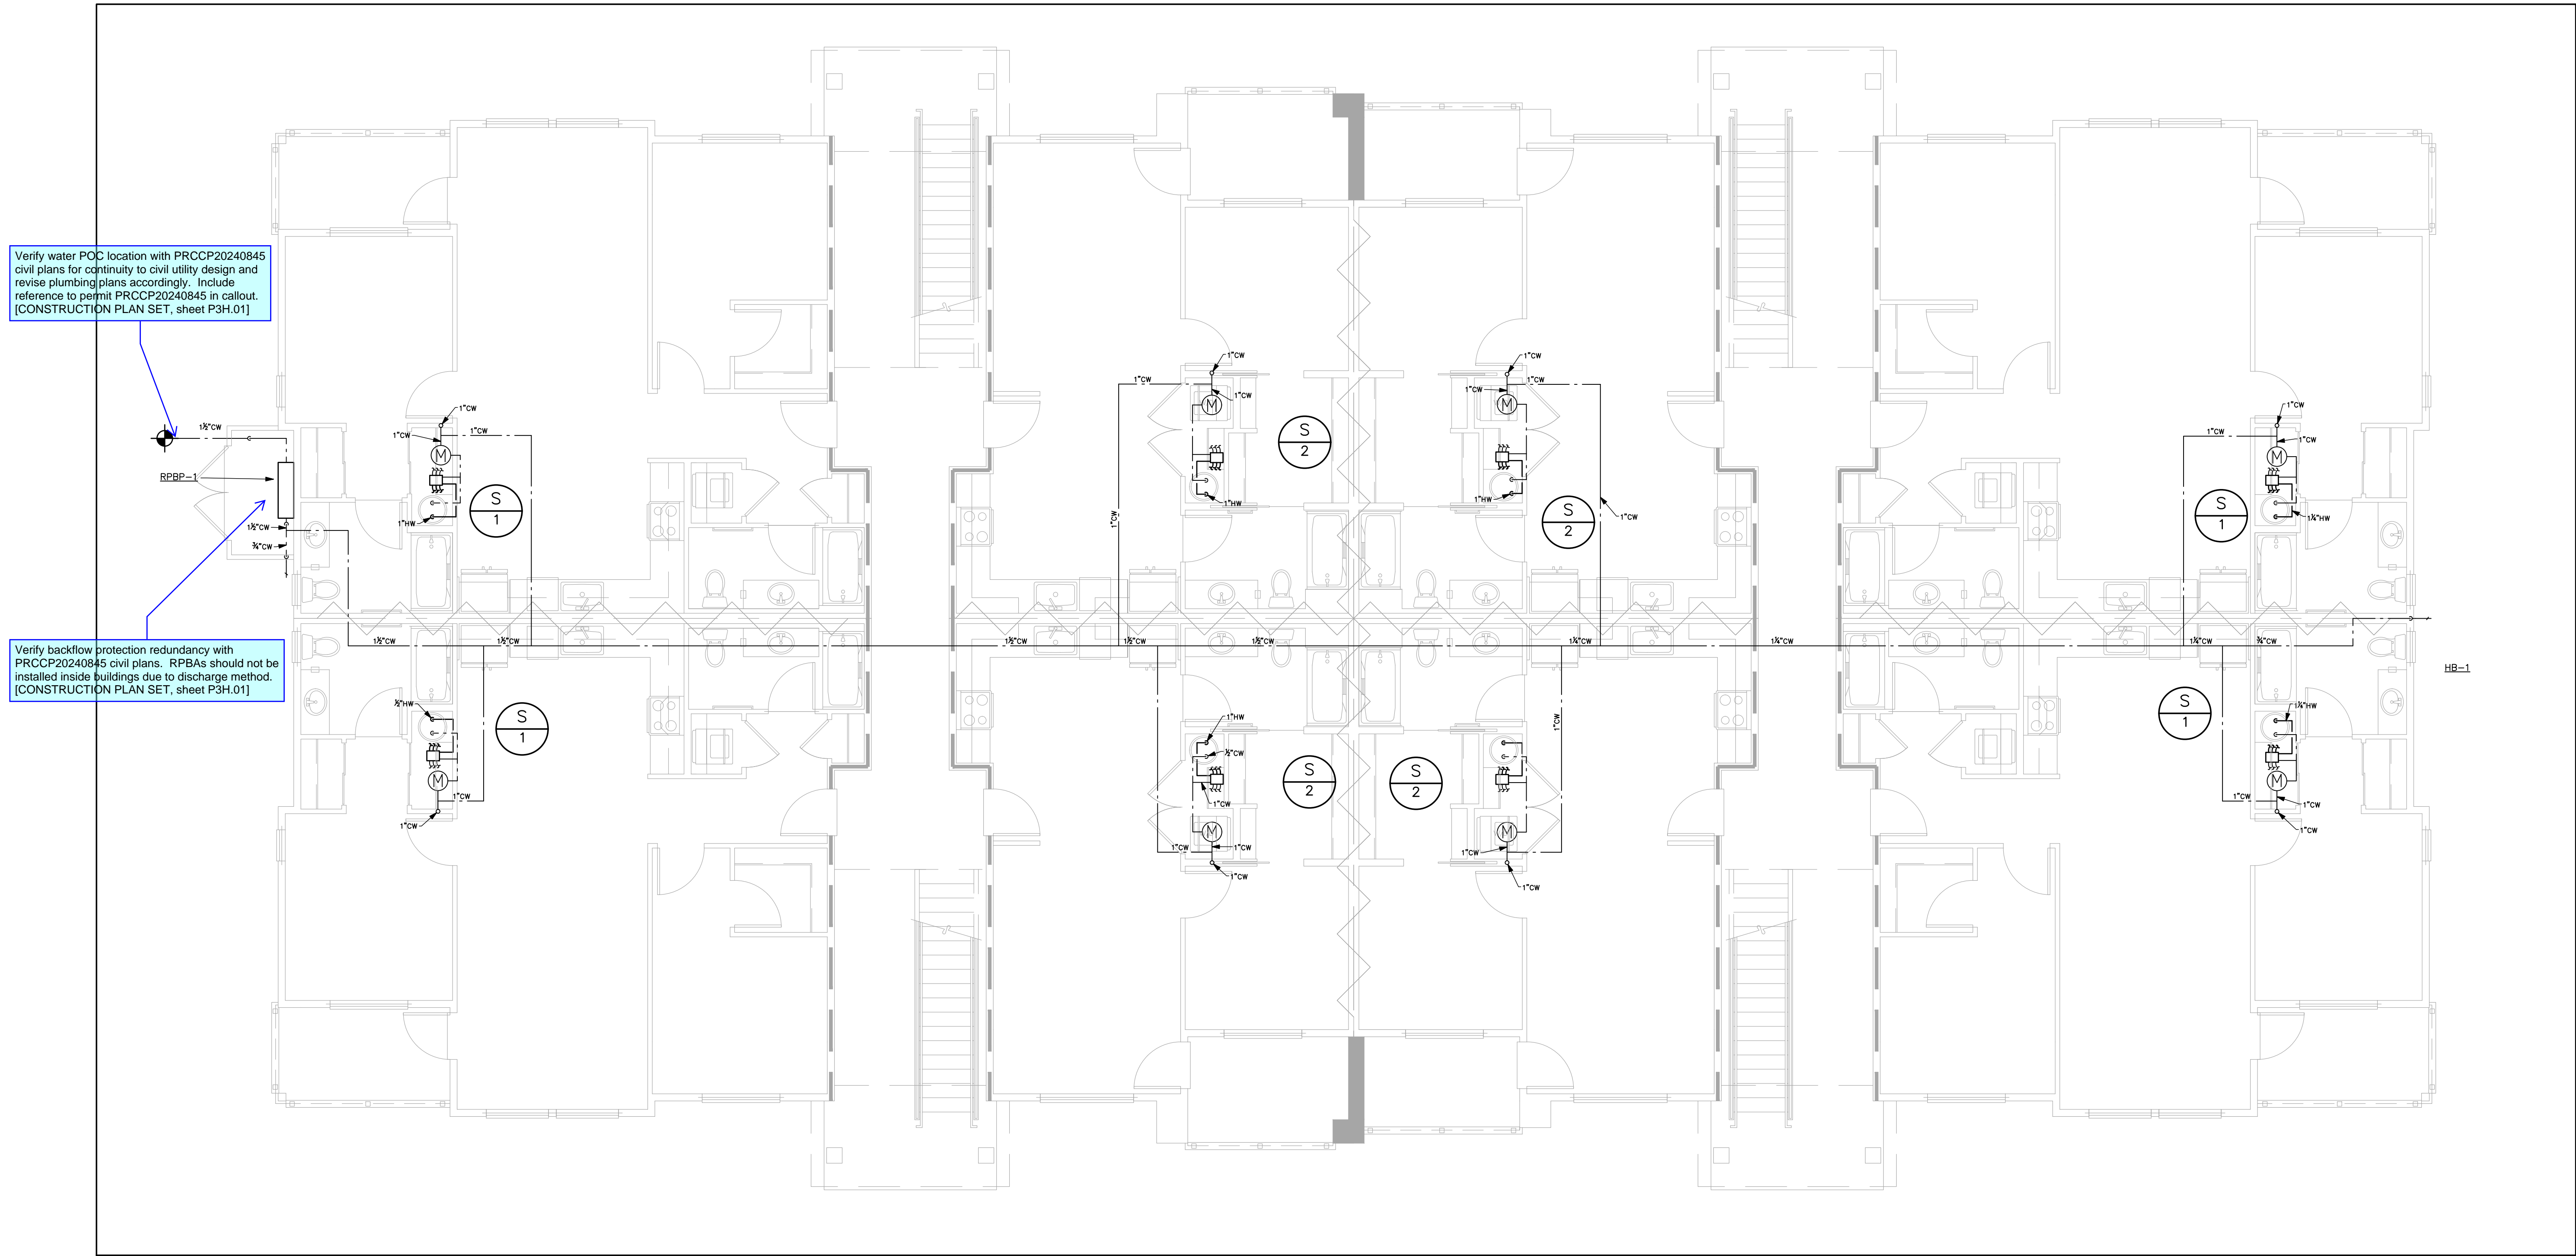 Verify water POC location with PRCCP20240845
civil plans for continuity to civil utility design and
revise plumbing plans accordingly.  Include
reference to permit PRCCP20240845 in callout.
[CONSTRUCTION PLAN SET, sheet P3H.01]
1"CW
1"CW
1"CW
1"CW
1"CW
1"CW
1"CW
1"CW
M
M
1½"CW
1"CW
1"CW
1"CW
M
S
2
1"CW
1"CW
1"CW
M
RPBP-1
S
1
1"HW
1"HW
1"HW
S
2
1"CW
S
1
1¼"HW
1½"CW
¾"CW
1"CW
1½"CW
1½"CW
1½"CW
1½"CW
1½"CW
1¼"CW
1¼"CW
1¼"CW
¾"CW
HB-1
Verify backflow protection redundancy with
PRCCP20240845 civil plans.  RPBAs should not be
installed inside buildings due to discharge method.
[CONSTRUCTION PLAN SET, sheet P3H.01]
½"HW
S
1
1"HW
½"CW
S
2
S
2
1"CW
S
1
1¼"HW
M
1"CW
1"CW
M
1"CW
1"CW
1"CW
M
1"CW
1"CW
1"CW
M
1"CW
1"CW
1"CW